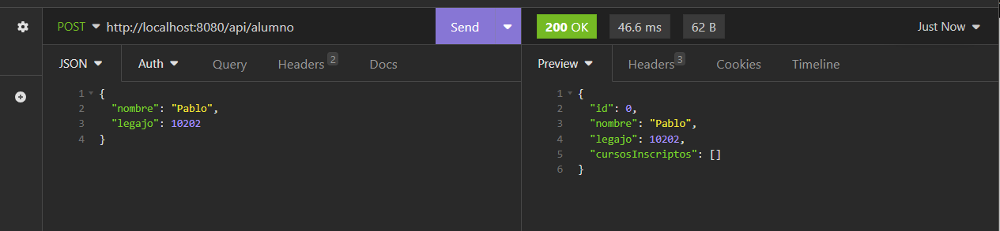 POST http://localhost:8080/api/alumno Send 200 OK 46.6 ms 62 B Just Now
JSON Auth Query Headers 2 Docs Preview Headers 3 Cookies Timeline
1 {
2 "nombre": "Pablo",
3 "legajo": 10202
4 }
1 {
2 "id": 0,
3 "nombre": "Pablo",
4 "legajo": 10202,
5 "cursosInscriptos": []
6 }